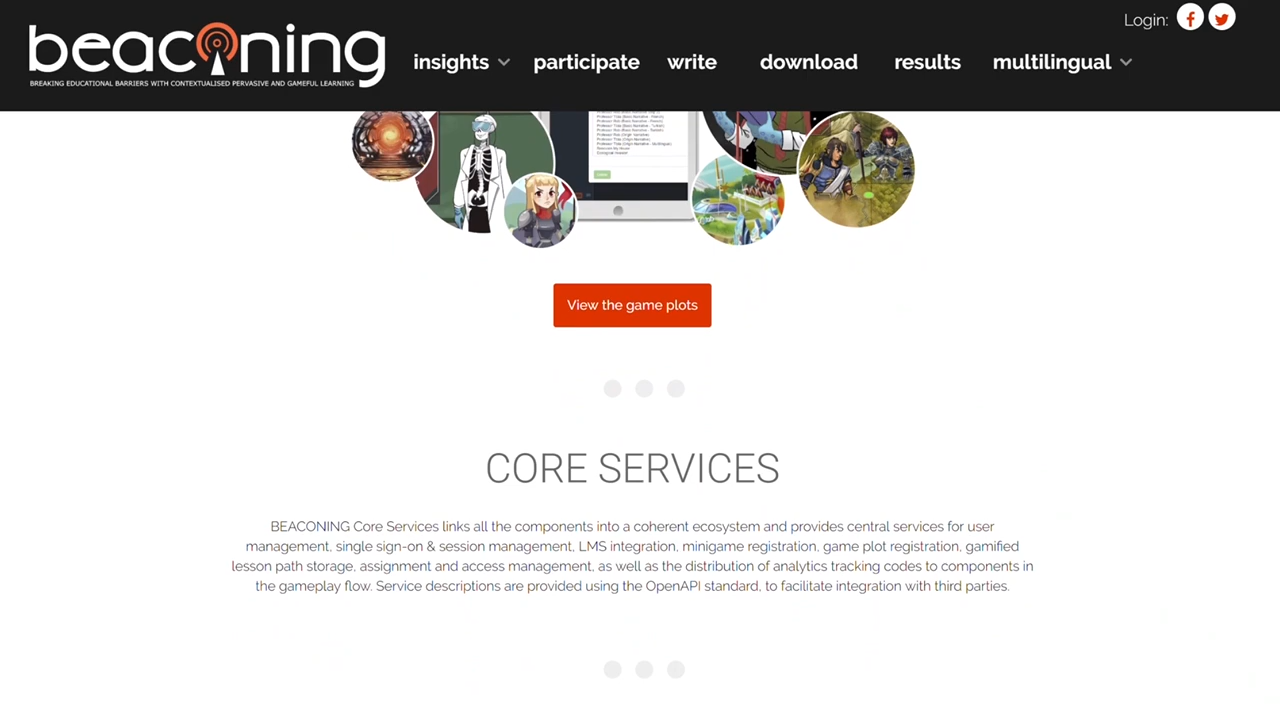 Login:
beaconing
BREAKING EDUCATIONAL BARRIERS WITH CONTEXTUALISED PERVASIVE AND GAMEFUL LEARNING
insights participate write download results multilingual
View the game plots
CORE SERVICES
BEACONING Core Services links all the components into a coherent ecosystem and provides central services for user
management, single sign-on & session management, LMS integration, minigame registration, game plot registration, gamified
lesson path storage, assignment and access management, as well as the distribution of analytics tracking codes to components in
the gameplay flow. Service descriptions are provided using the OpenAPI standard, to facilitate integration with third parties.